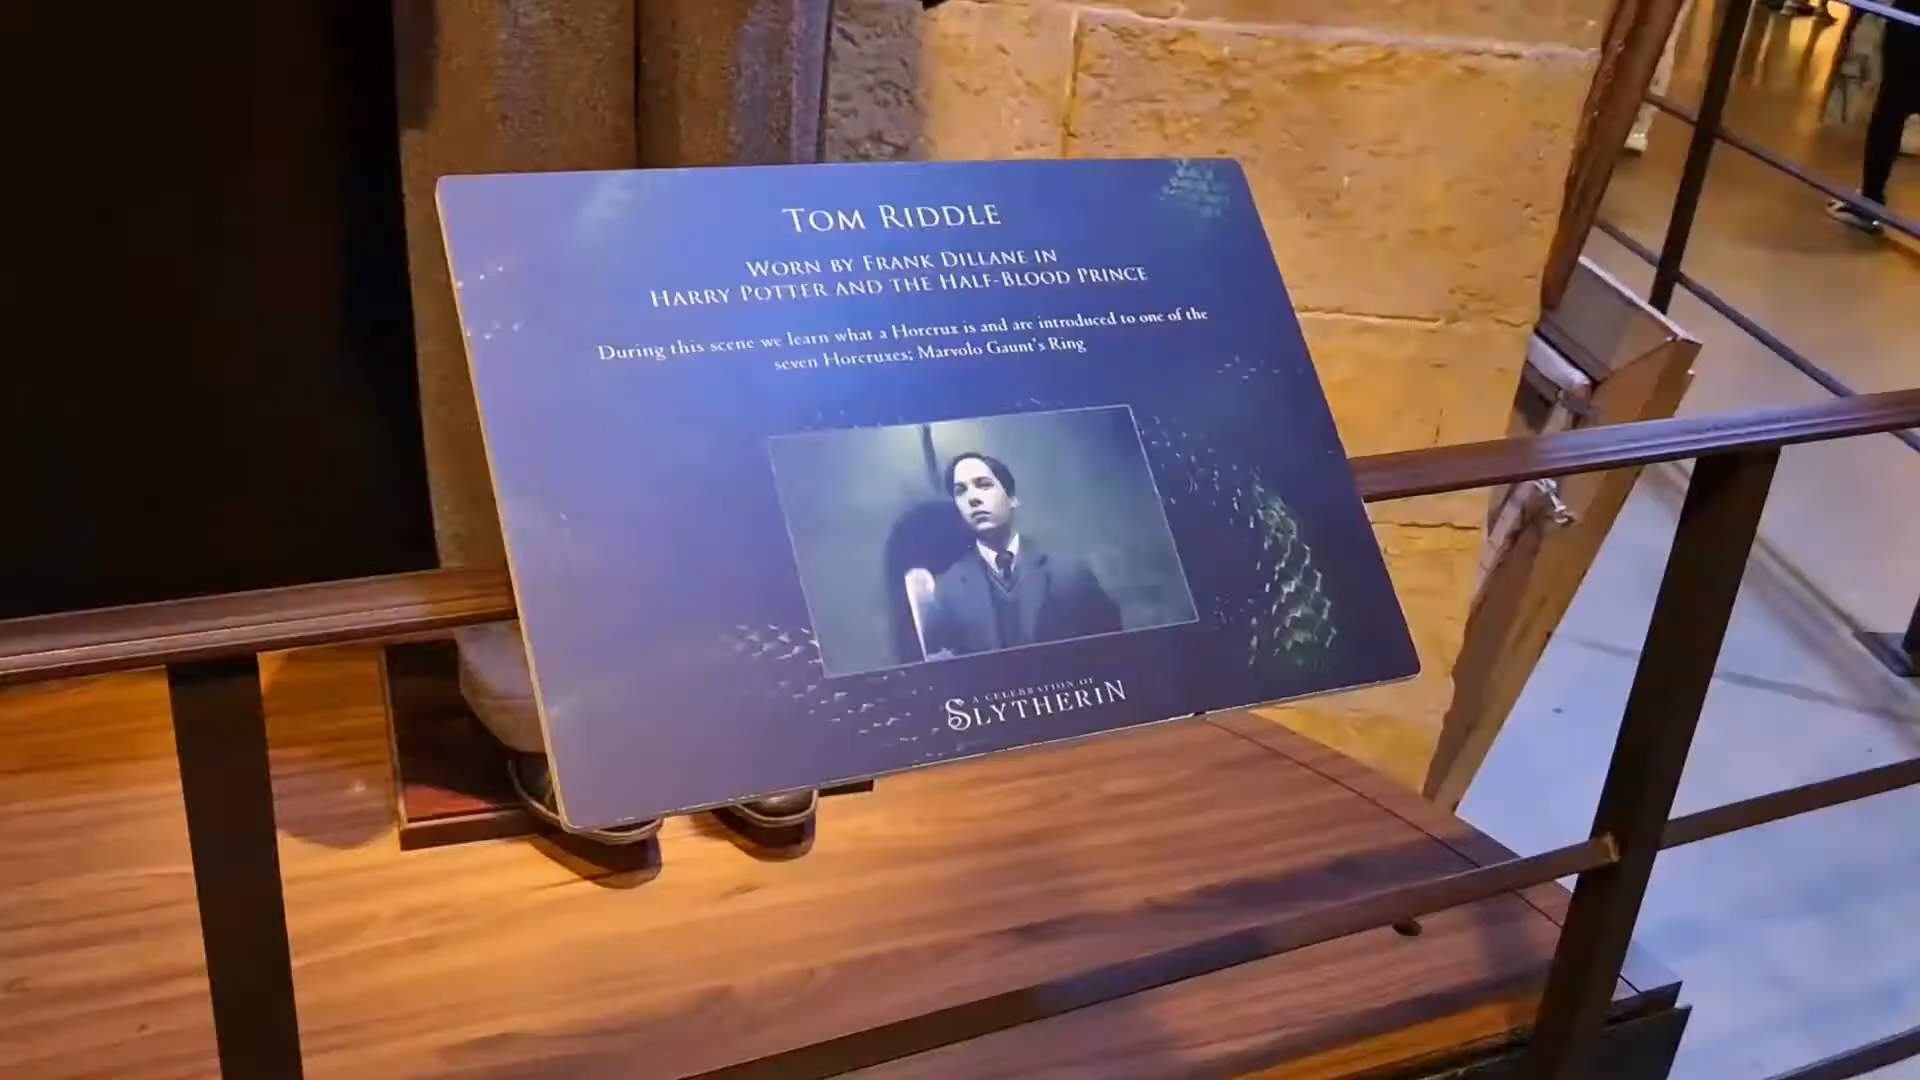 TOM RIDDLE
WORN BY FRANK DILLANE IN
HARRY POTTER AND THE HALF-BLOOD PRINCE
During this scene we learn what a Horcrux is and are introduced to one of the
seven Horcruxes; Marvolo Gaunt's Ring
A CELEBRATION OF
SLYTHERIN